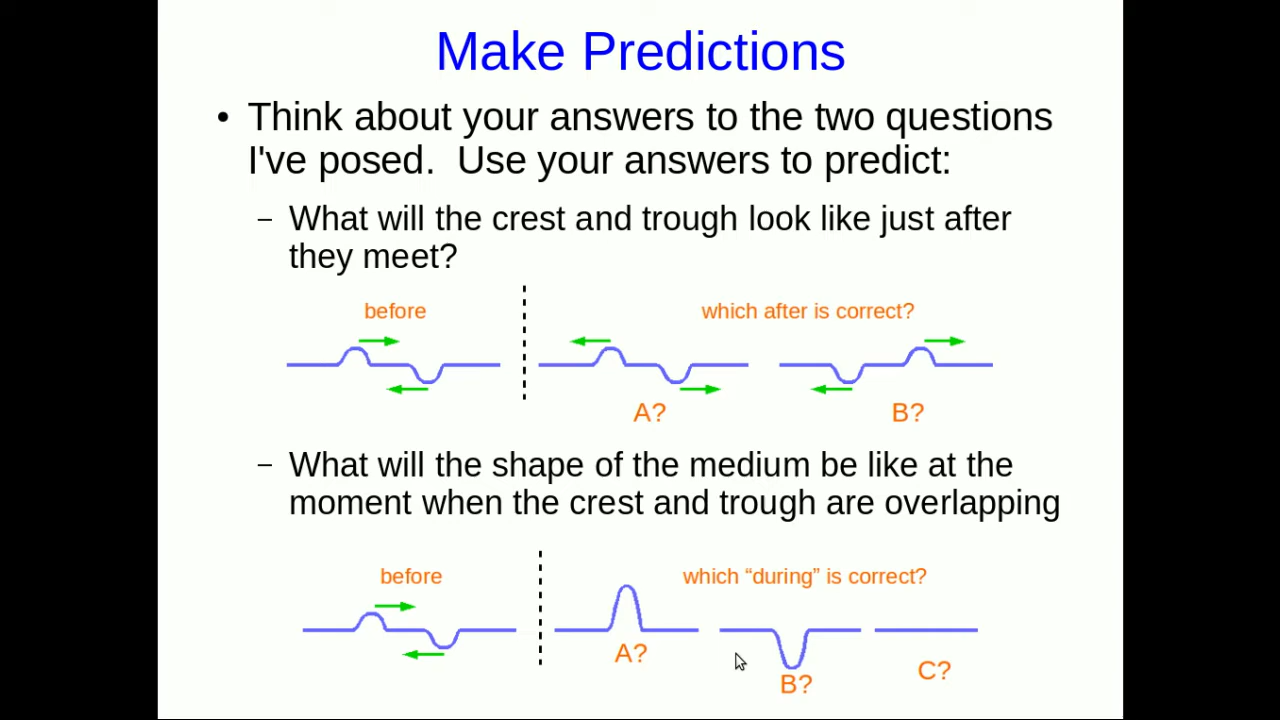 Make Predictions
• Think about your answers to the two questions
I've posed.  Use your answers to predict:
– What will the crest and trough look like just after
they meet?
before
which after is correct?
A?
B?
– What will the shape of the medium be like at the
moment when the crest and trough are overlapping
before
which “during” is correct?
A?
B?
C?